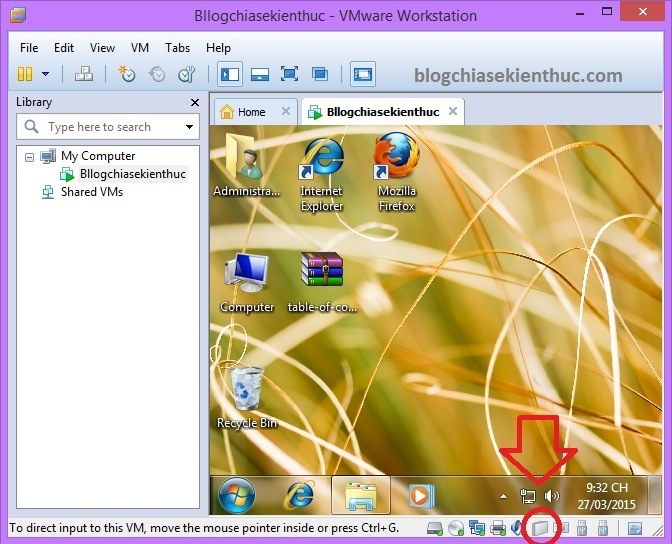 Bllogchiasekienthuc - VMware Workstation
File Edit View VM Tabs Help
blogchiasekienthuc.com
Library
Type here to search
My Computer
Bllogchiasekienthuc
Shared VMs
Home
Bllogchiasekienthuc
Administra...
Internet
Explorer
Mozilla
Firefox
Computer
table-of-co...
Recycle Bin
9:32 CH
27/03/2015
To direct input to this VM, move the mouse pointer inside or press Ctrl+G.